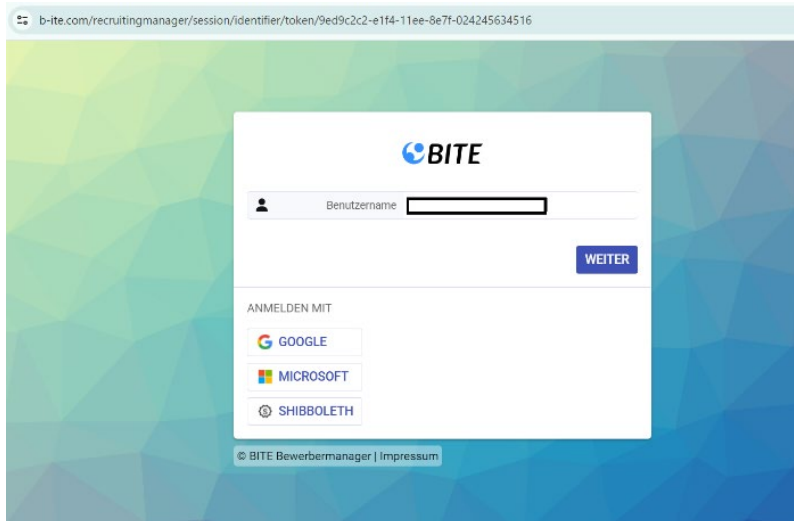 b-ite.com/recruitingmanager/session/identifier/token/9ed9c2c2-e1f4-11ee-8e7f-024245634516
BITE
Benutzername
WEITER
ANMELDEN MIT
GOOGLE
MICROSOFT
SHIBBOLETH
© BITE Bewerbermanager | Impressum